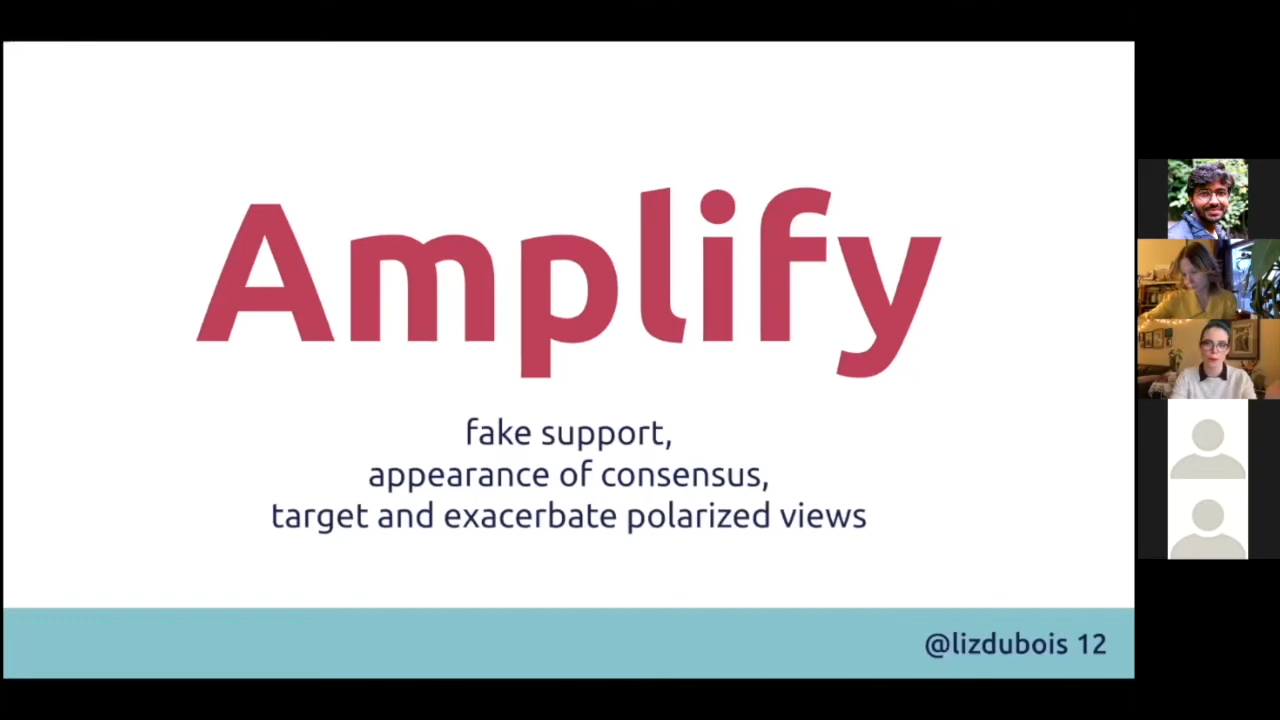 Amplify
fake support,
appearance of consensus,
target and exacerbate polarized views
@lizdubois 12